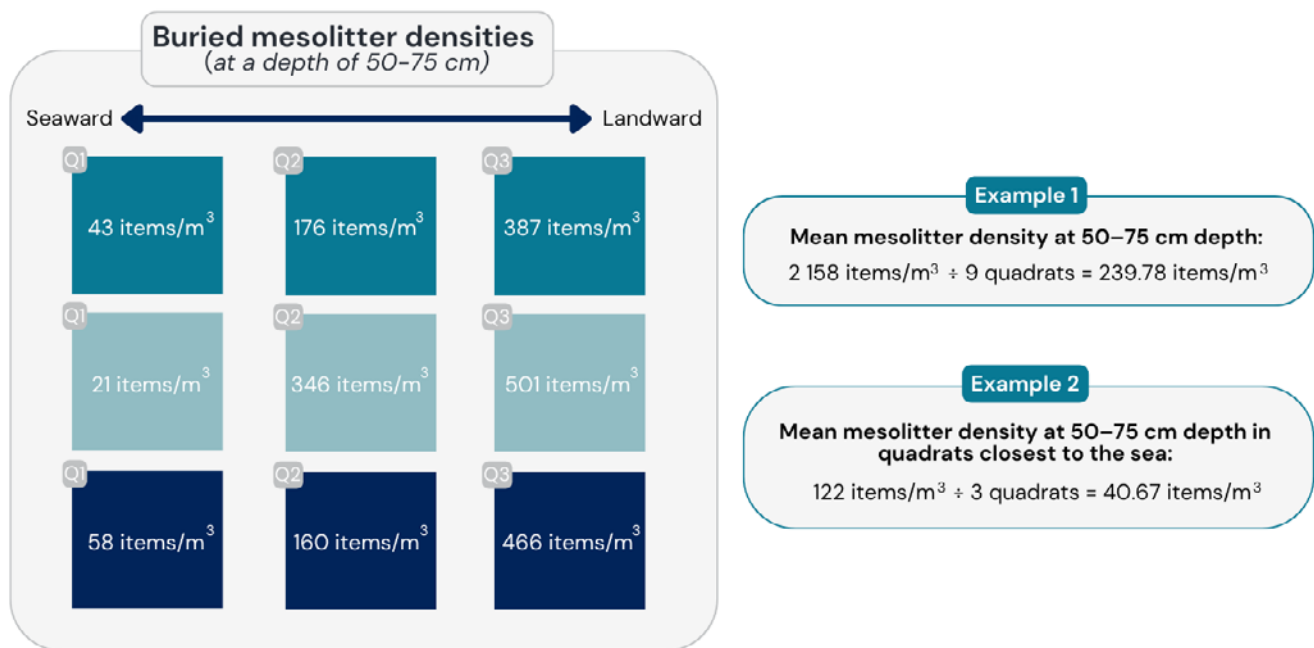 Buried mesolitter densities
(at a depth of 50-75 cm)
Seaward
Landward
Q1
Q2
Q3
43 items/m³
176 items/m³
387 items/m³
Q1
Q2
Q3
21 items/m³
346 items/m³
501 items/m³
Q1
Q2
Q3
58 items/m³
160 items/m³
466 items/m³
Example 1
Mean mesolitter density at 50–75 cm depth:
2 158 items/m³ ÷ 9 quadrats = 239.78 items/m³
Example 2
Mean mesolitter density at 50–75 cm depth in
quadrats closest to the sea:
122 items/m³ ÷ 3 quadrats = 40.67 items/m³